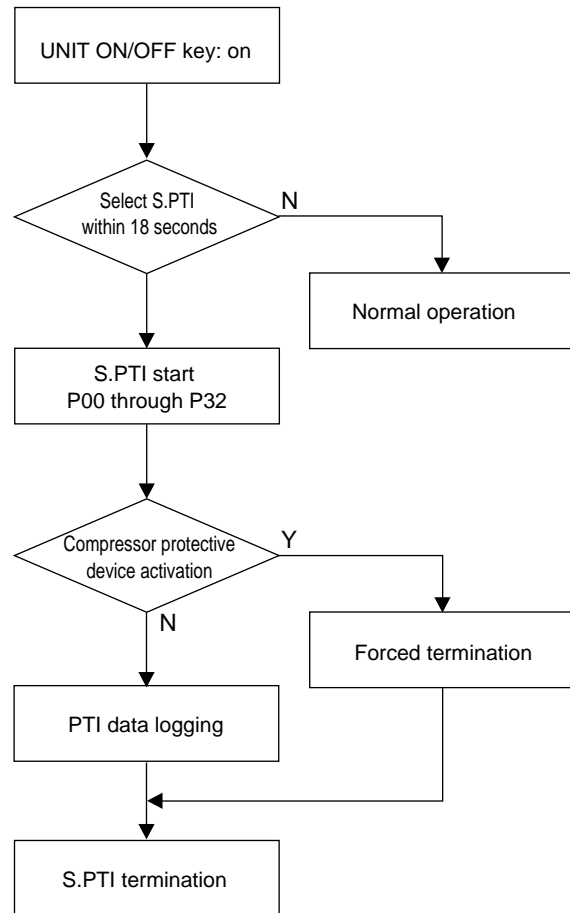 UNIT ON/OFF key: on
Select S.PTI
within 18 seconds
N
Normal operation
S.PTI start
P00 through P32
Compressor protective
device activation
Y
N
Forced termination
PTI data logging
S.PTI termination